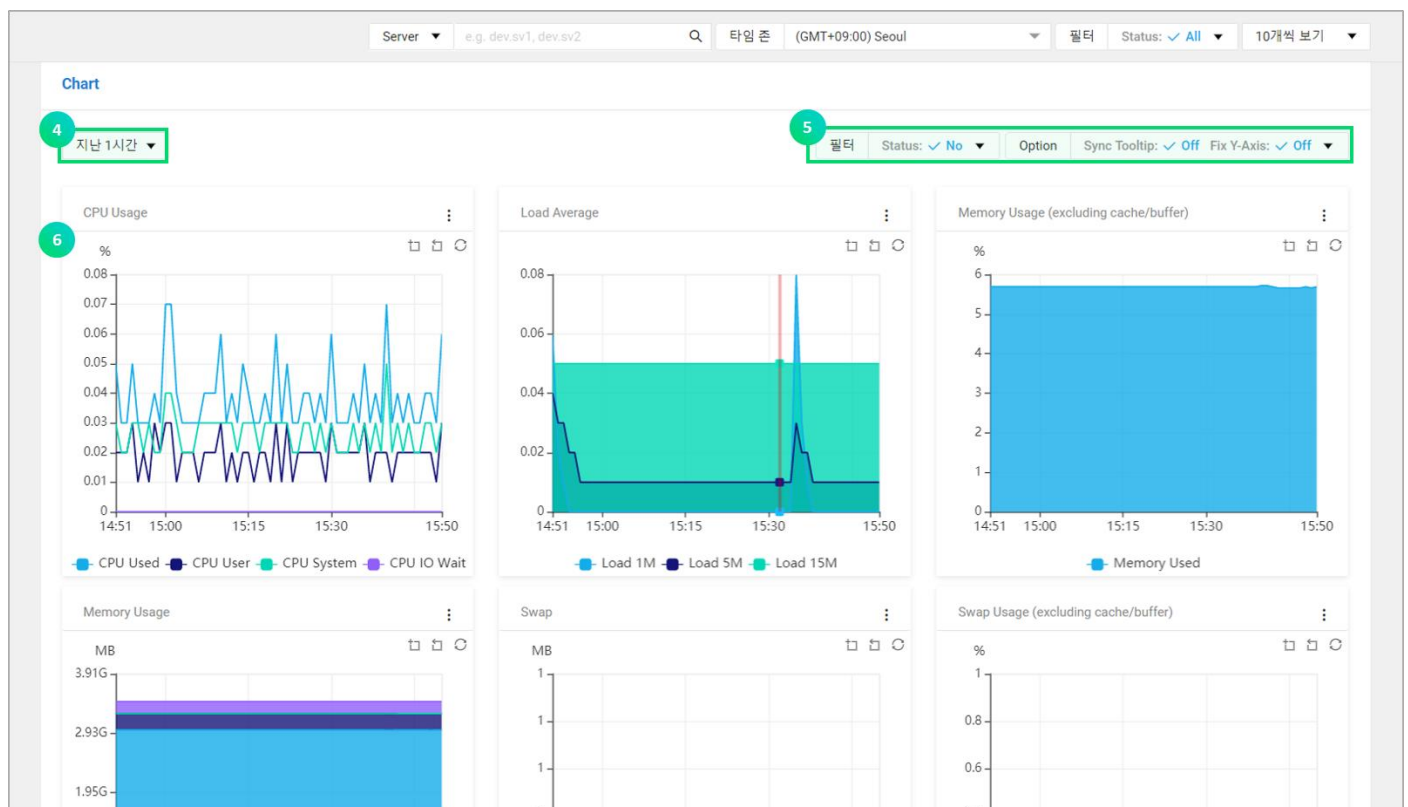 Server e.g. dev.sv1, dev.sv2 타임 존 (GMT+09:00) Seoul 필터 Status: All 10개씩 보기
Chart
4 5
지난 1시간 필터 Status: No Option Sync Tooltip: Off Fix Y-Axis: Off
CPU Usage
6
%
0.08
0.07
0.06
0.05
0.04
0.03
0.02
0.01
0
14:51 15:00 15:15 15:30 15:50
CPU Used CPU User CPU System CPU IO Wait
Load Average
0.08
0.06
0.04
0.02
0
14:51 15:00 15:15 15:30 15:50
Load 1M Load 5M Load 15M
Memory Usage (excluding cache/buffer)
%
6
5
4
3
2
1
0
14:51 15:00 15:15 15:30 15:50
Memory Used
Memory Usage
MB
3.91G
2.93G
1.95G
Swap
MB
1
1
1
Swap Usage (excluding cache/buffer)
%
1
0.8
0.6